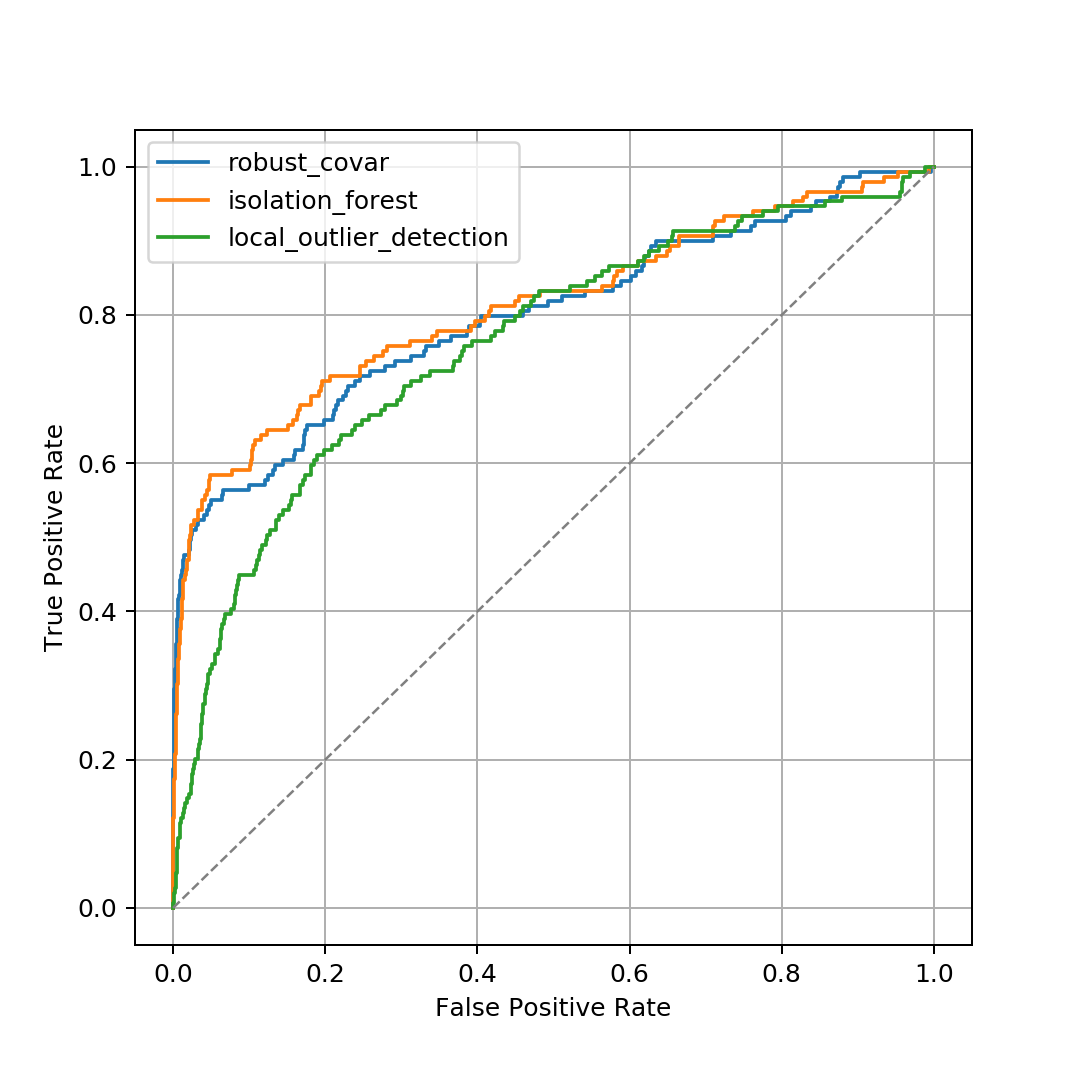 robust_covar
isolation_forest
local_outlier_detection
1.0
0.8
0.6
0.4
0.2
0.0
True Positive Rate
0.0 0.2 0.4 0.6 0.8 1.0
False Positive Rate